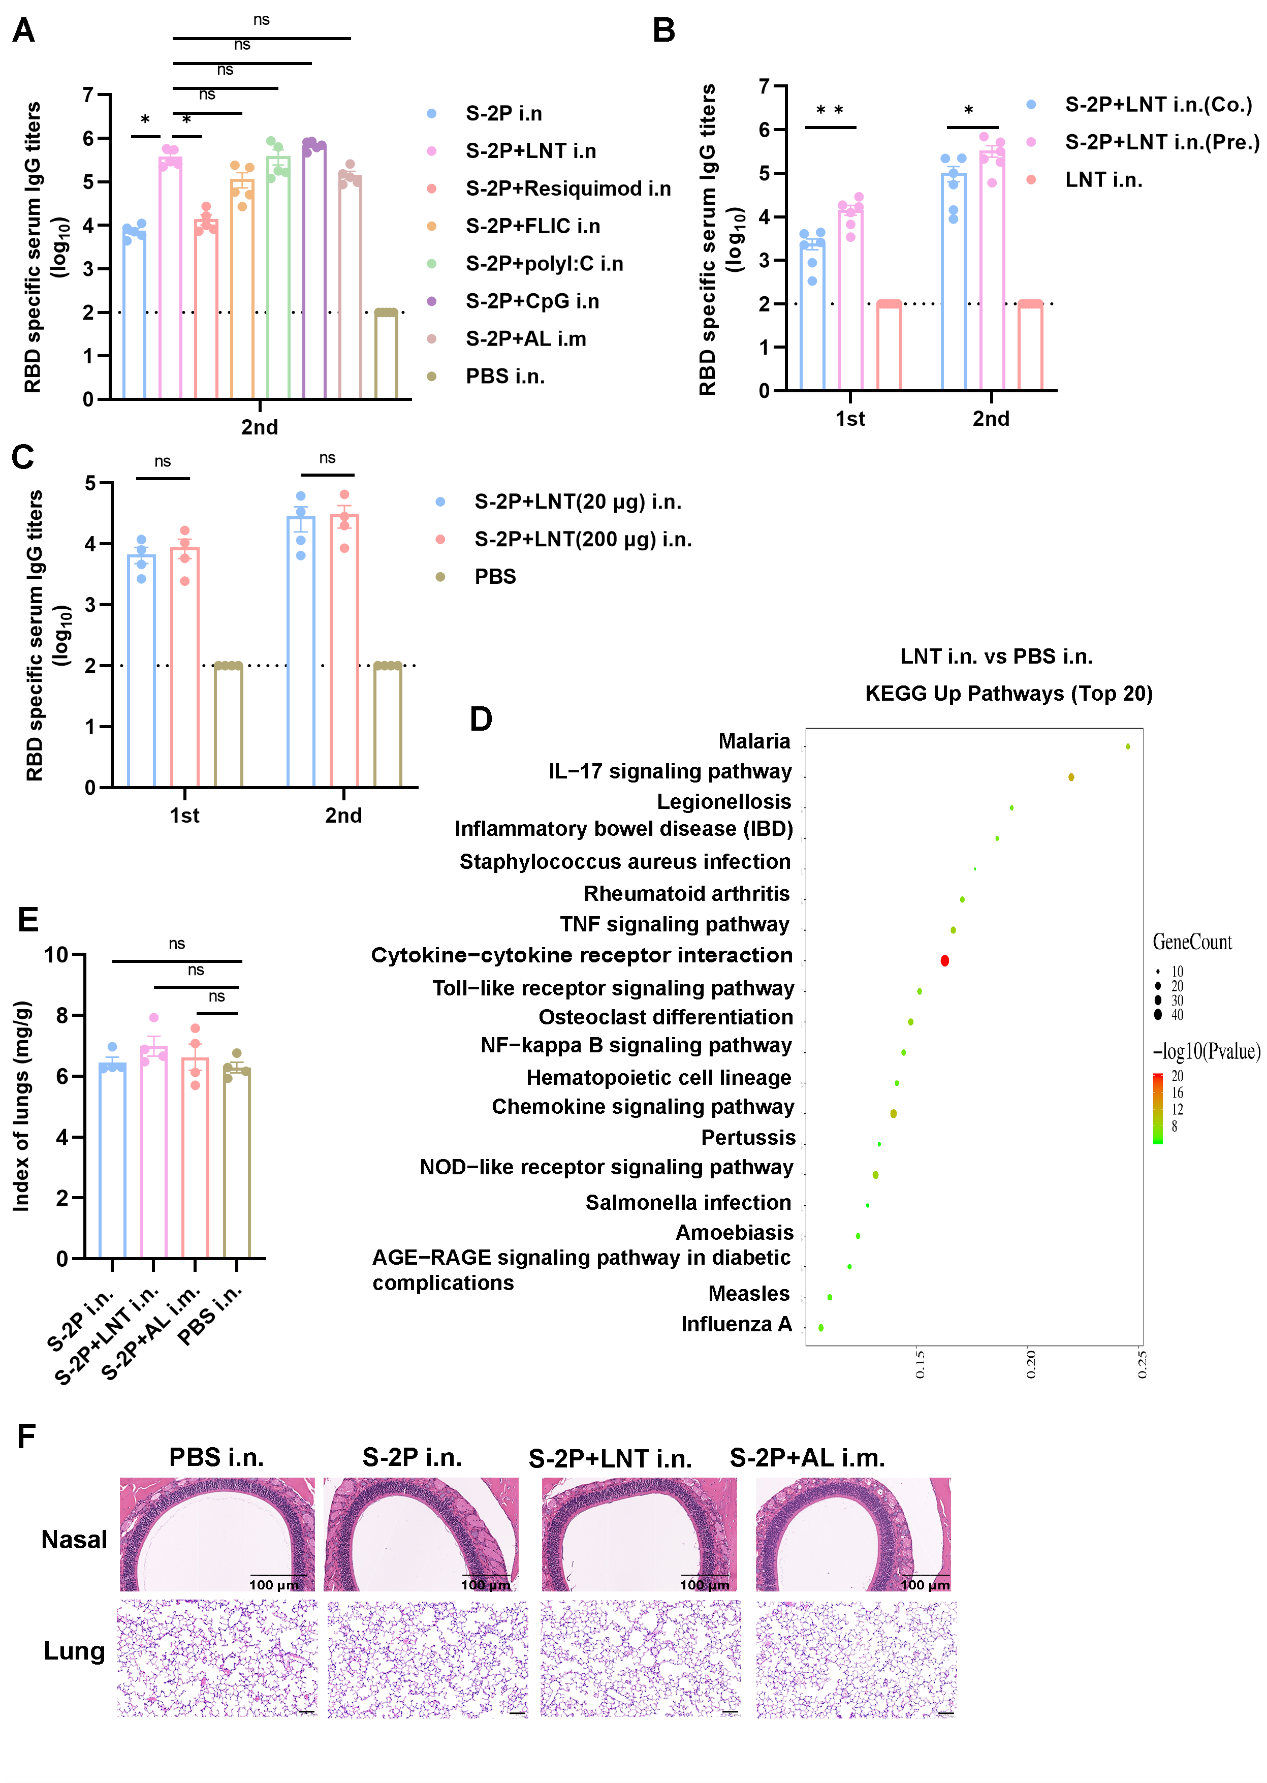 A
ns
ns
ns
ns
* *
RBD specific serum IgG titers
(log10)
7
6
5
4
3
2
1
0
2nd
S-2P i.n
S-2P+LNT i.n
S-2P+Resiquimod i.n
S-2P+FLIC i.n
S-2P+polyI:C i.n
S-2P+CpG i.n
S-2P+AL i.m
PBS i.n.
B
* *
*
RBD specific serum IgG titers
(log10)
7
6
5
4
3
2
1
0
1st 2nd
S-2P+LNT i.n.(Co.)
S-2P+LNT i.n.(Pre.)
LNT i.n.
C
ns ns
RBD specific serum IgG titers
(log10)
5
4
3
2
1
0
1st 2nd
S-2P+LNT(20 µg) i.n.
S-2P+LNT(200 µg) i.n.
PBS
D
LNT i.n. vs PBS i.n.
KEGG Up Pathways (Top 20)
Malaria
IL−17 signaling pathway
Legionellosis
Inflammatory bowel disease (IBD)
Staphylococcus aureus infection
Rheumatoid arthritis
TNF signaling pathway
Cytokine−cytokine receptor interaction
Toll−like receptor signaling pathway
Osteoclast differentiation
NF−kappa B signaling pathway
Hematopoietic cell lineage
Chemokine signaling pathway
Pertussis
NOD−like receptor signaling pathway
Salmonella infection
Amoebiasis
AGE−RAGE signaling pathway in diabetic
complications
Measles
Influenza A
0.15 0.20 0.25
GeneCount
10
20
30
40
−log10(Pvalue)
20
16
12
8
E
ns
ns
ns
Index of lungs (mg/g)
10
8
6
4
2
0
S-2P i.n.
S-2P+LNT i.n.
S-2P+AL i.m.
PBS i.n.
F
PBS i.n. S-2P i.n. S-2P+LNT i.n. S-2P+AL i.m.
Nasal
100 µm 100 µm 100 µm 100 µm
Lung